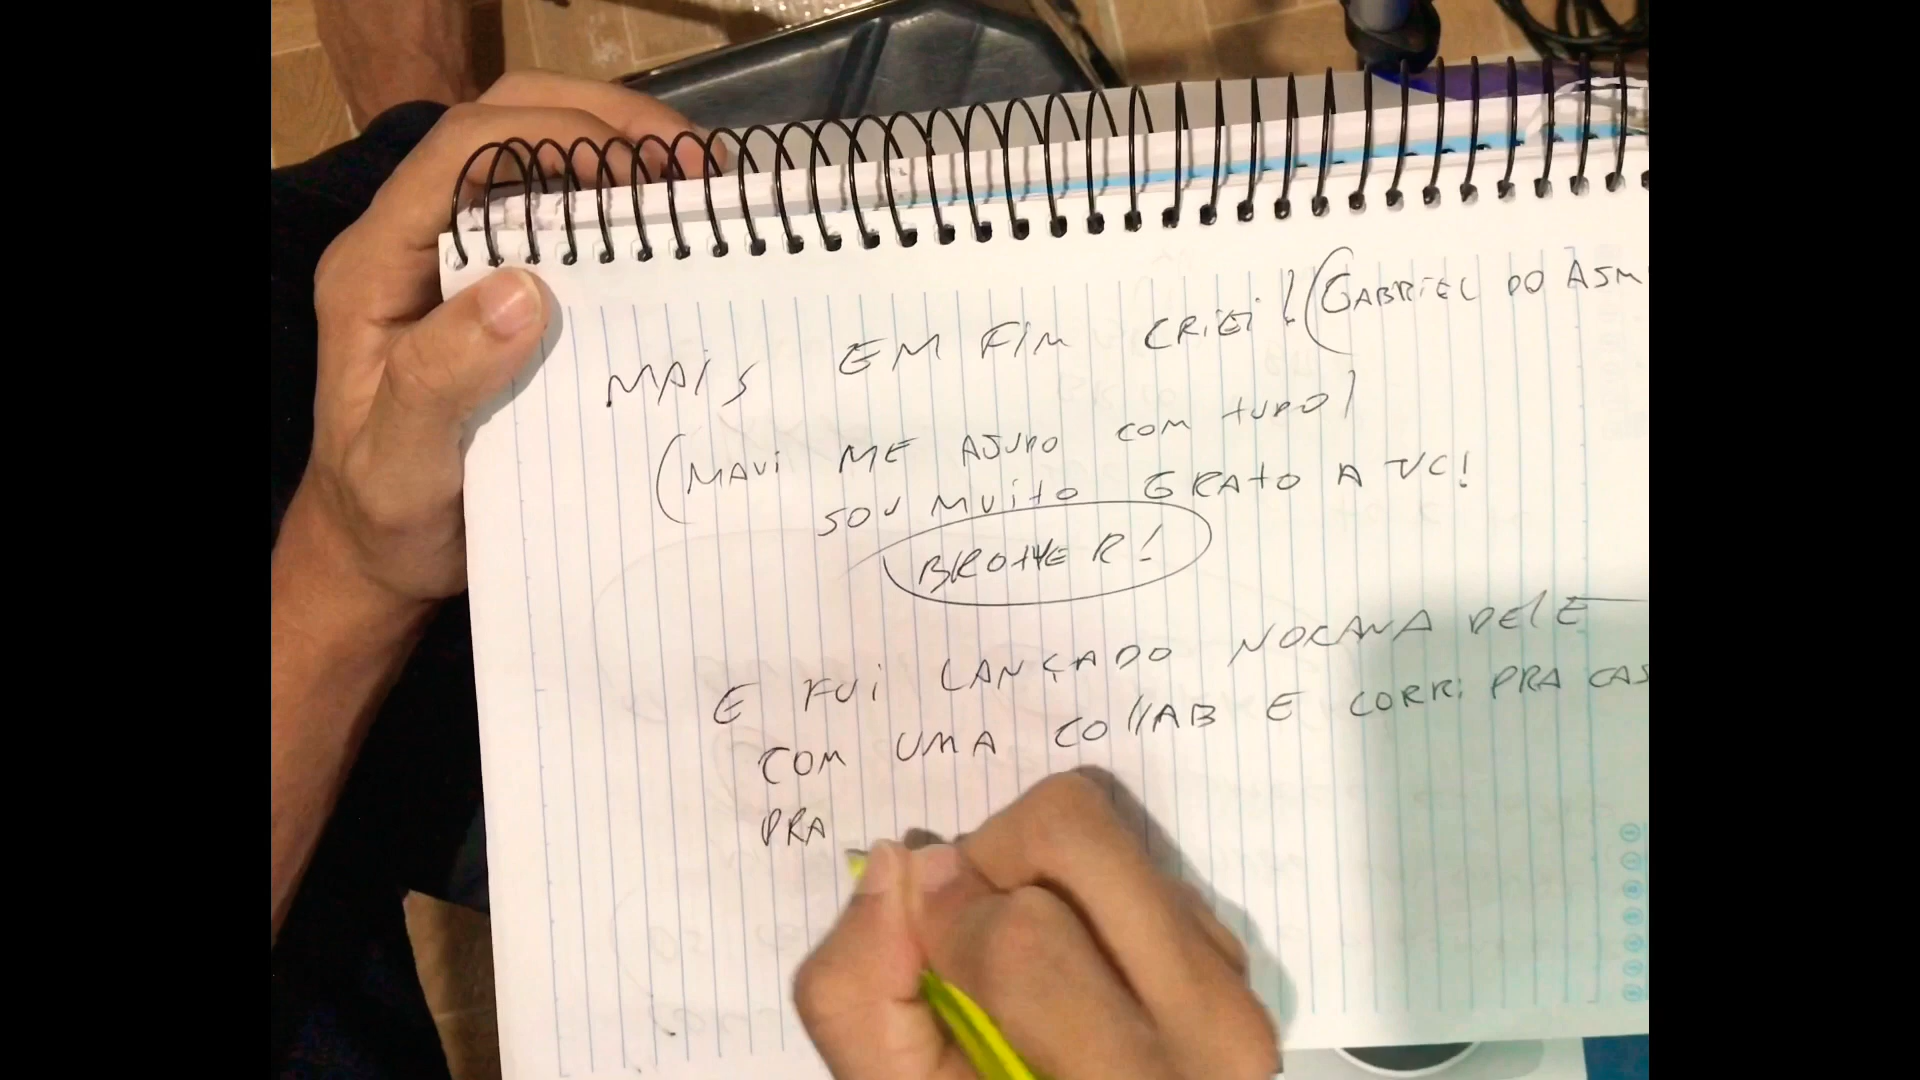 MAIS EM FIM CRIEI! (GABRIEL DO ASM
(MAVI ME AJUDO COM TUDO)
SOU MUITO GRATO A VC!
BROTHER!
E FUI LANÇADO NO CANA DELE
COM UMA COLLAB E CORRI PRA CAS
PRA